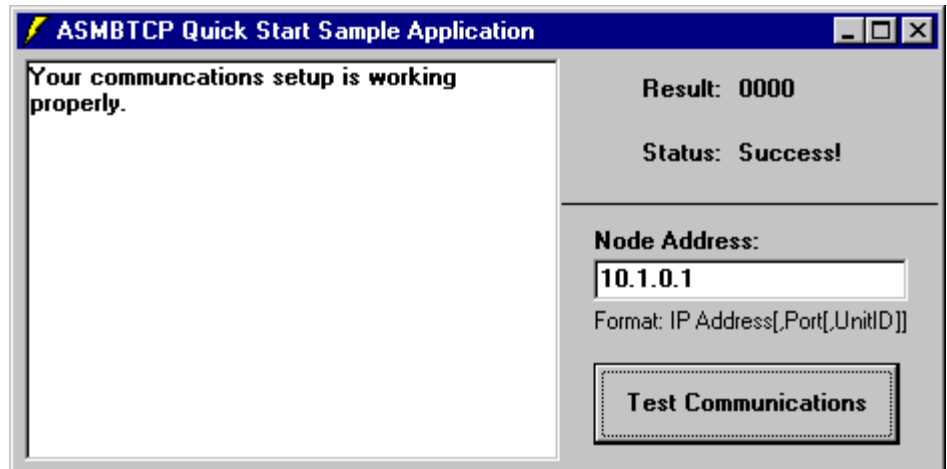 ASMBTCP Quick Start Sample Application
Your communcations setup is working
properly.
Result: 0000
Status: Success!
Node Address:
10.1.0.1
Format: IP Address[,Port[,UnitID]]
Test Communications